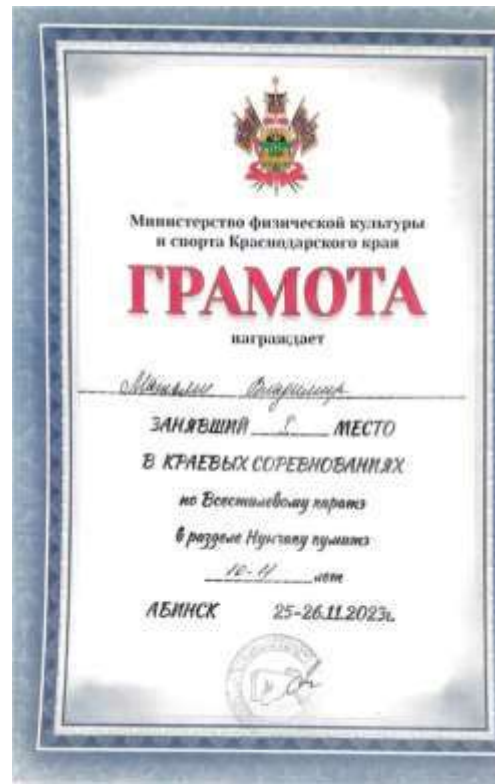 Министерство физической культуры
и спорта Краснодарского края
ГРАМОТА
награждает
Владимир
ЗАНЯВШИЙ МЕСТО
В КРАЕВЫХ СОРЕВНОВАНИЯХ
по Всестилевому каратэ
в разделе Нунчаку кумитэ
10-11 лет
АБИНСК 25-26.11.2023г.